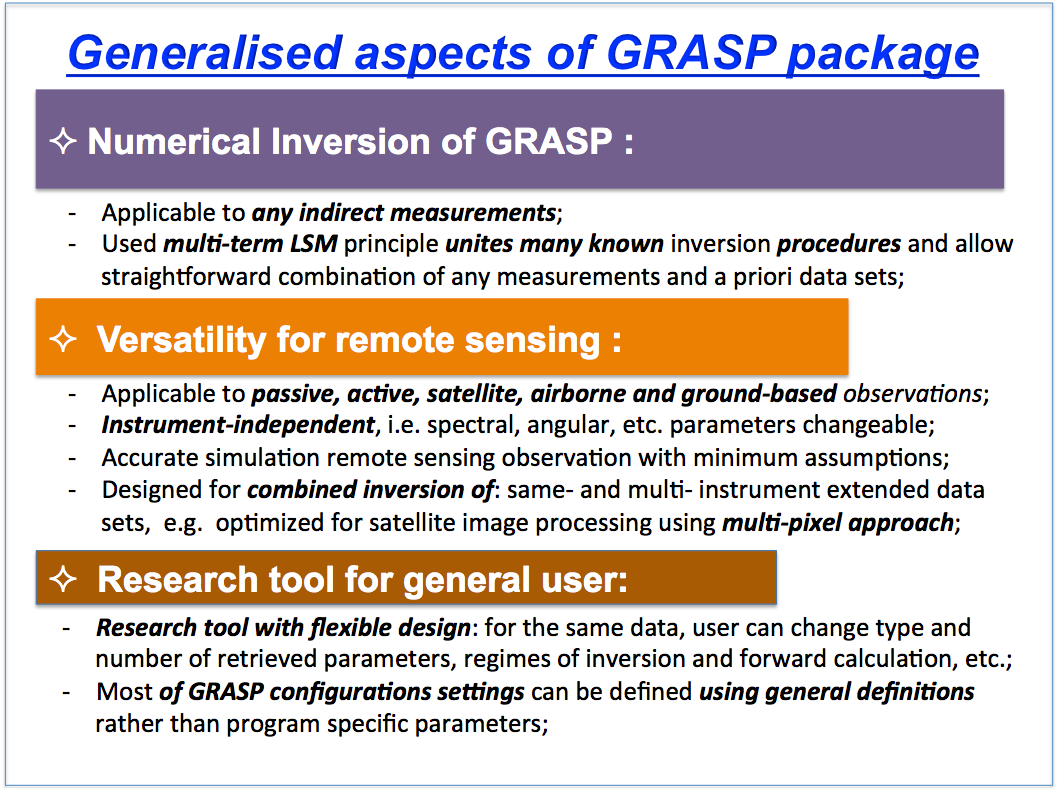 Generalised aspects of GRASP package
✧ Numerical Inversion of GRASP :
- Applicable to any indirect measurements;
- Used multi-term LSM principle unites many known inversion procedures and allow
straightforward combination of any measurements and a priori data sets;
✧ Versatility for remote sensing :
- Applicable to passive, active, satellite, airborne and ground-based observations;
- Instrument-independent, i.e. spectral, angular, etc. parameters changeable;
- Accurate simulation remote sensing observation with minimum assumptions;
- Designed for combined inversion of: same- and multi- instrument extended data
sets, e.g. optimized for satellite image processing using multi-pixel approach;
✧ Research tool for general user:
- Research tool with flexible design: for the same data, user can change type and
number of retrieved parameters, regimes of inversion and forward calculation, etc.;
- Most of GRASP configurations settings can be defined using general definitions
rather than program specific parameters;